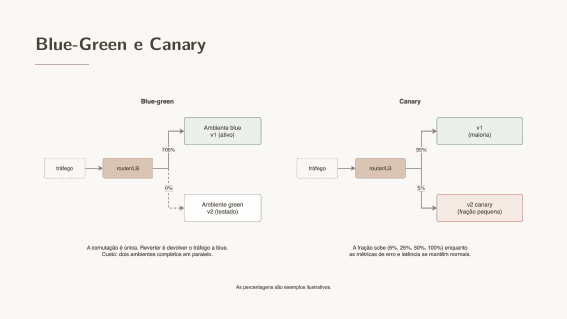 Blue-Green e Canary
Blue-green
Ambiente blue
v1 (ativo)
100%
tráfego
router/LB
0%
Ambiente green
v2 (testado)
A comutação é única. Reverter é devolver o tráfego a blue.
Custo: dois ambientes completos em paralelo.
Canary
v1
(maioria)
95%
tráfego
router/LB
5%
v2 canary
(fração pequena)
A fração sobe (5%, 25%, 50%, 100%) enquanto
as métricas de erro e latência se mantêm normais.
As percentagens são exemplos ilustrativos.